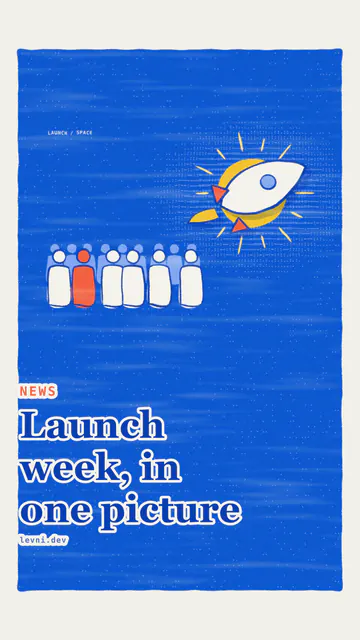 LAUNCH / SPACE
NEWS
Launch
week, in
one picture
levni.dev